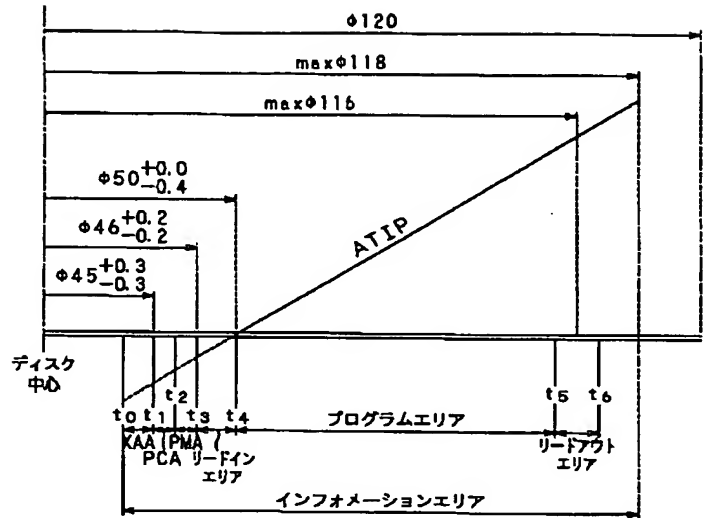 φ120
maxφ118
maxφ116
φ50 +0.0 -0.4
φ46 +0.2 -0.2
φ45 +0.3 -0.3
ATIP
ディスク
中心
t0 t1 t2 t3 t4 t5 t6
XAA PCA PMA リードイン
エリア
プログラムエリア
リードアウト
エリア
インフォメーションエリア